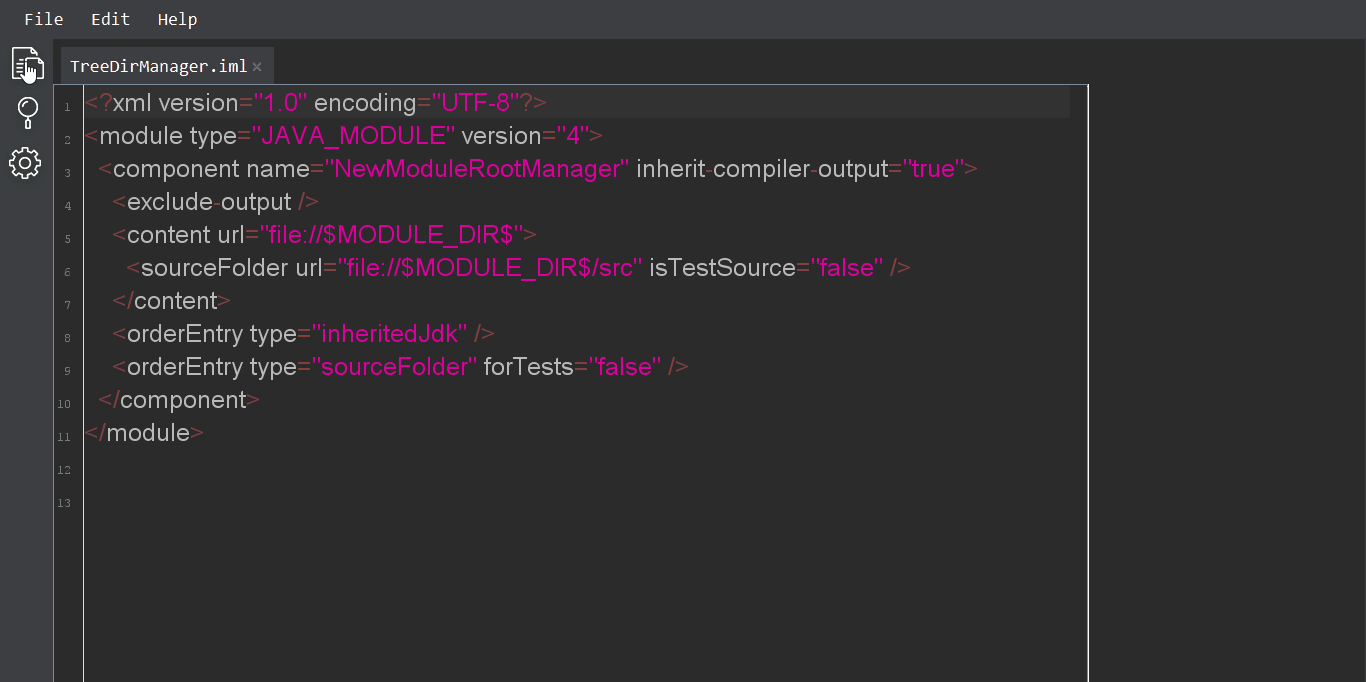 File Edit Help
TreeDirManager.iml ×
1 <?xml version="1.0" encoding="UTF-8"?>
2 <module type="JAVA_MODULE" version="4">
3   <component name="NewModuleRootManager" inherit-compiler-output="true">
4     <exclude-output />
5     <content url="file://$MODULE_DIR$">
6       <sourceFolder url="file://$MODULE_DIR$/src" isTestSource="false" />
7     </content>
8     <orderEntry type="inheritedJdk" />
9     <orderEntry type="sourceFolder" forTests="false" />
10   </component>
11 </module>
12
13